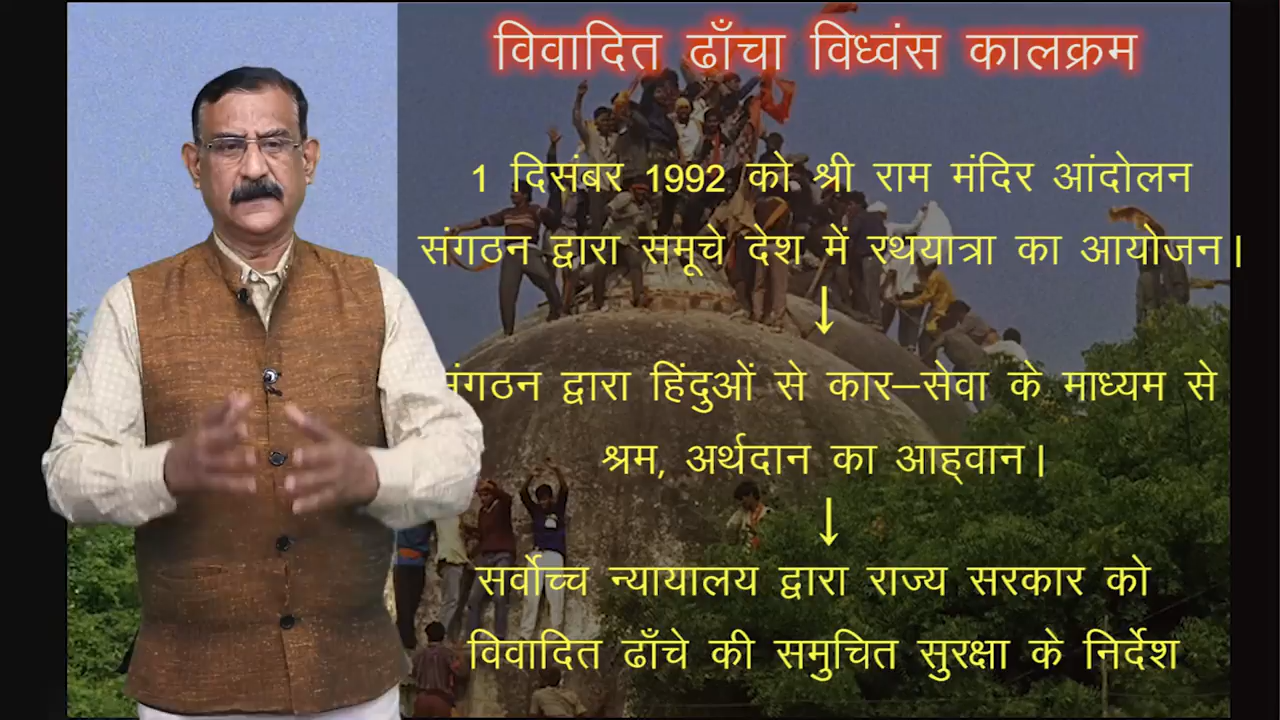 विवादित ढाँचा विध्वंस कालक्रम
1 दिसंबर 1992 को श्री राम मंदिर आंदोलन
संगठन द्वारा समूचे देश में रथयात्रा का आयोजन।
संगठन द्वारा हिंदुओं से कार–सेवा के माध्यम से
श्रम, अर्थदान का आह्वान।
सर्वोच्च न्यायालय द्वारा राज्य सरकार को
विवादित ढाँचे की समुचित सुरक्षा के निर्देश